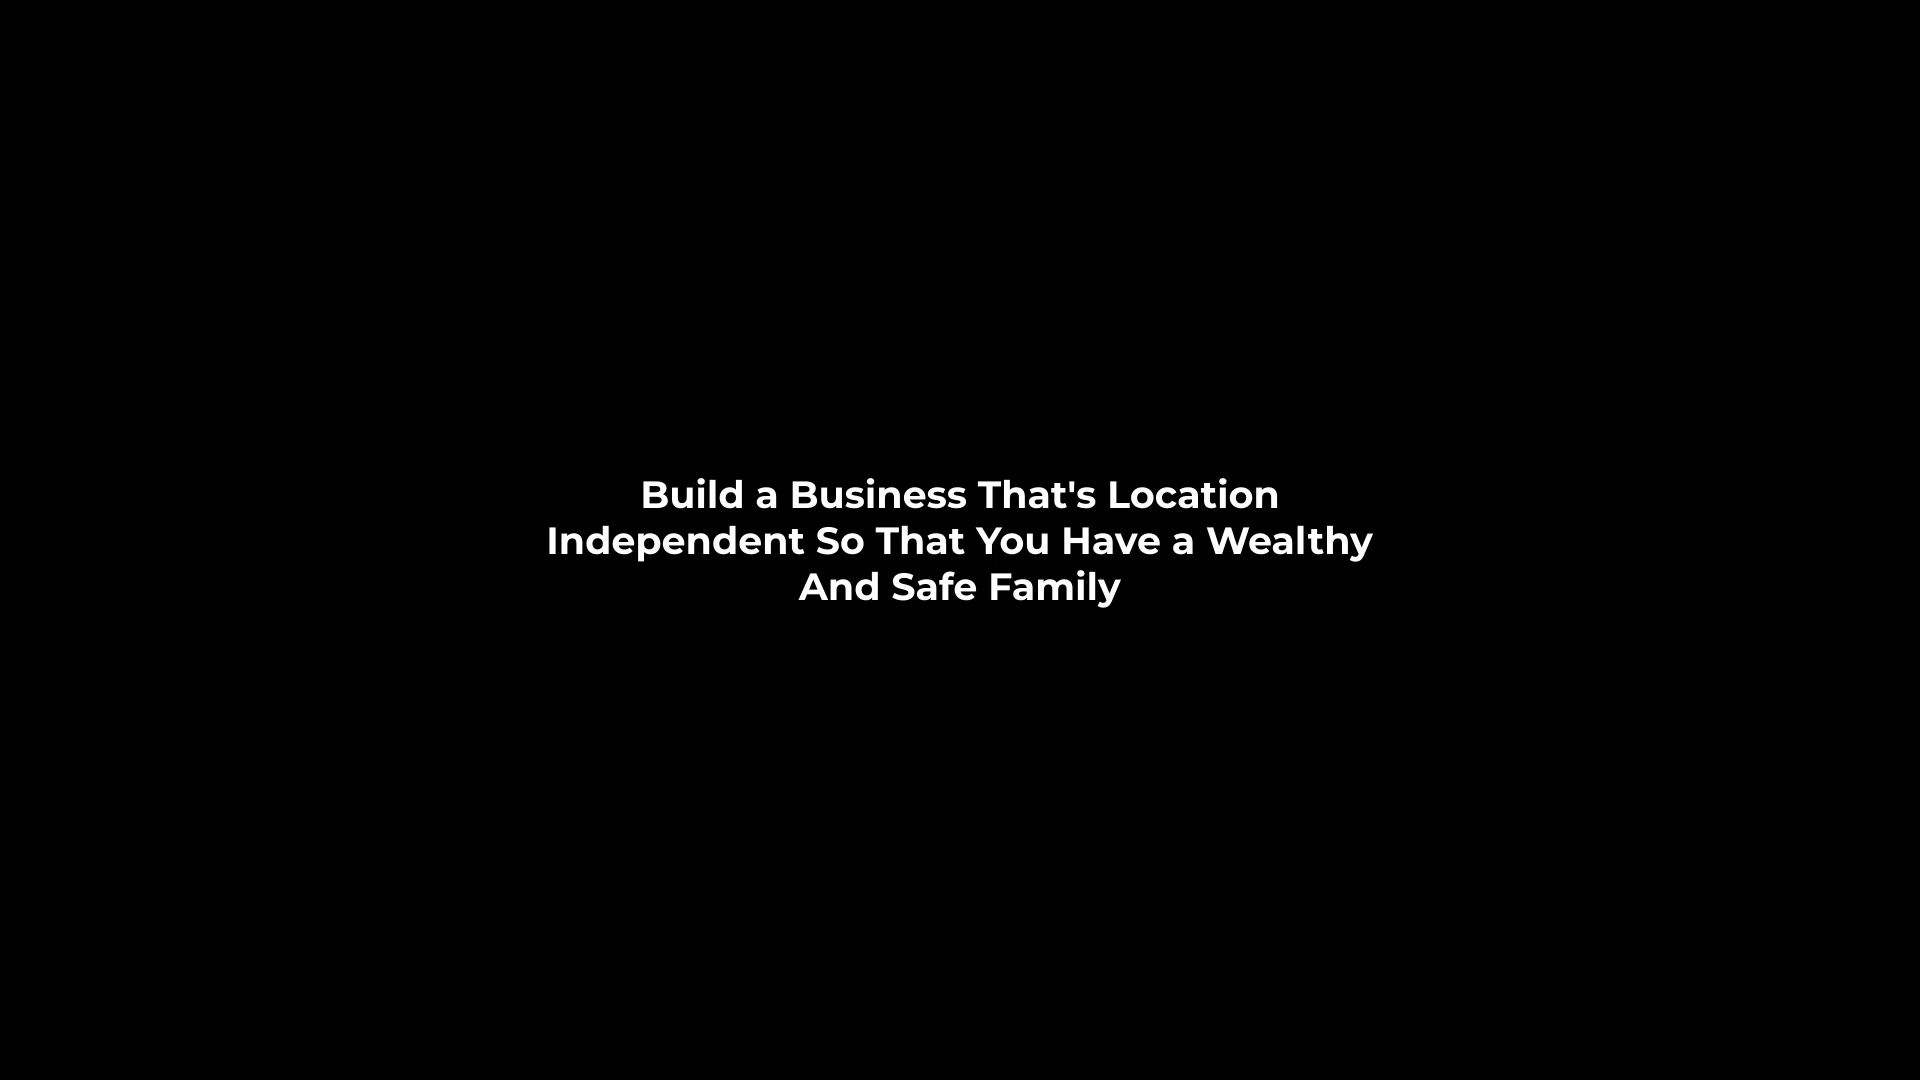 Build a Business That's Location
Independent So That You Have a Wealthy
And Safe Family